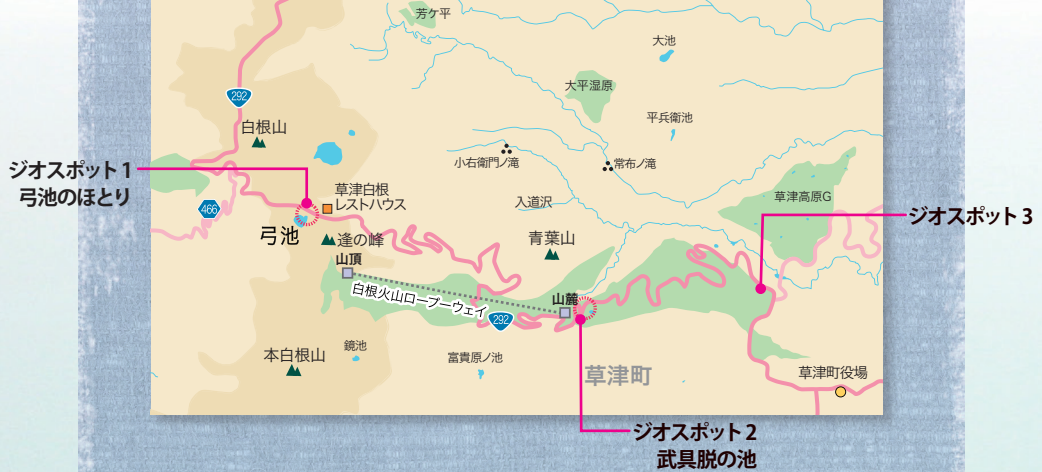 芳ケ平
大池
大平湿原
292
平兵衛池
白根山
小右衛門ノ滝
常布ノ滝
ジオスポット 1
弓池のほとり
草津白根
レストハウス
草津高原G
466
入道沢
ジオスポット 3
弓池
逢の峰
青葉山
山頂
白根火山ロープーウェイ
山麓
292
本白根山
鏡池
富貴原ノ池
草津町
草津町役場
ジオスポット 2
武具脱の池